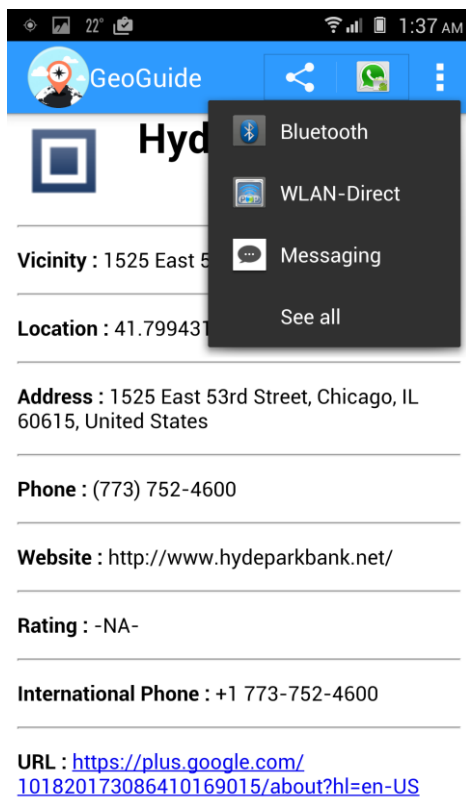 22° 1:37 AM
GeoGuide
Hyd
Bluetooth
WLAN-Direct
Messaging
See all
Vicinity : 1525 East 5
Location : 41.799431
Address : 1525 East 53rd Street, Chicago, IL
60615, United States
Phone : (773) 752-4600
Website : http://www.hydeparkbank.net/
Rating : -NA-
International Phone : +1 773-752-4600
URL : https://plus.google.com/
101820173086410169015/about?hl=en-US